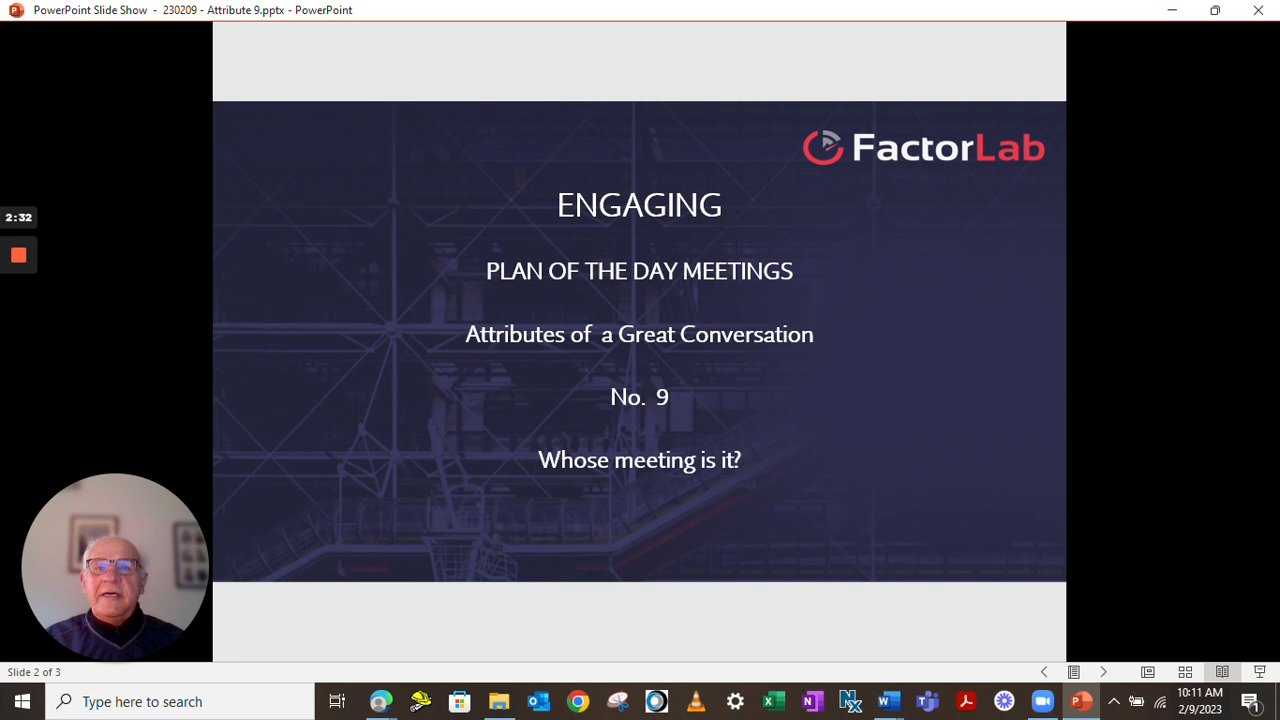 PowerPoint Slide Show - 230209 - Attribute 9.pptx - PowerPoint
FactorLab
ENGAGING
2:32
PLAN OF THE DAY MEETINGS
Attributes of a Great Conversation
No. 9
Whose meeting is it?
Slide 2 of 3
Type here to search
10:11 AM
2/9/2023
1